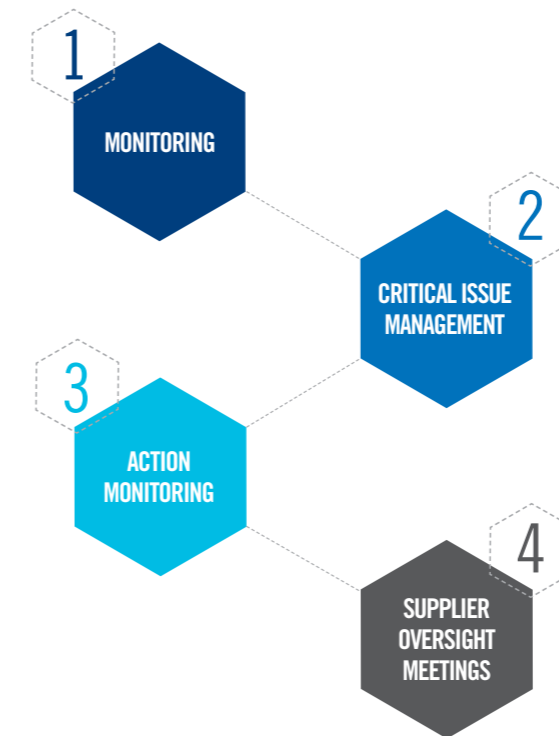 1
MONITORING
2
CRITICAL ISSUE
MANAGEMENT
3
ACTION
MONITORING
4
SUPPLIER
OVERSIGHT
MEETINGS